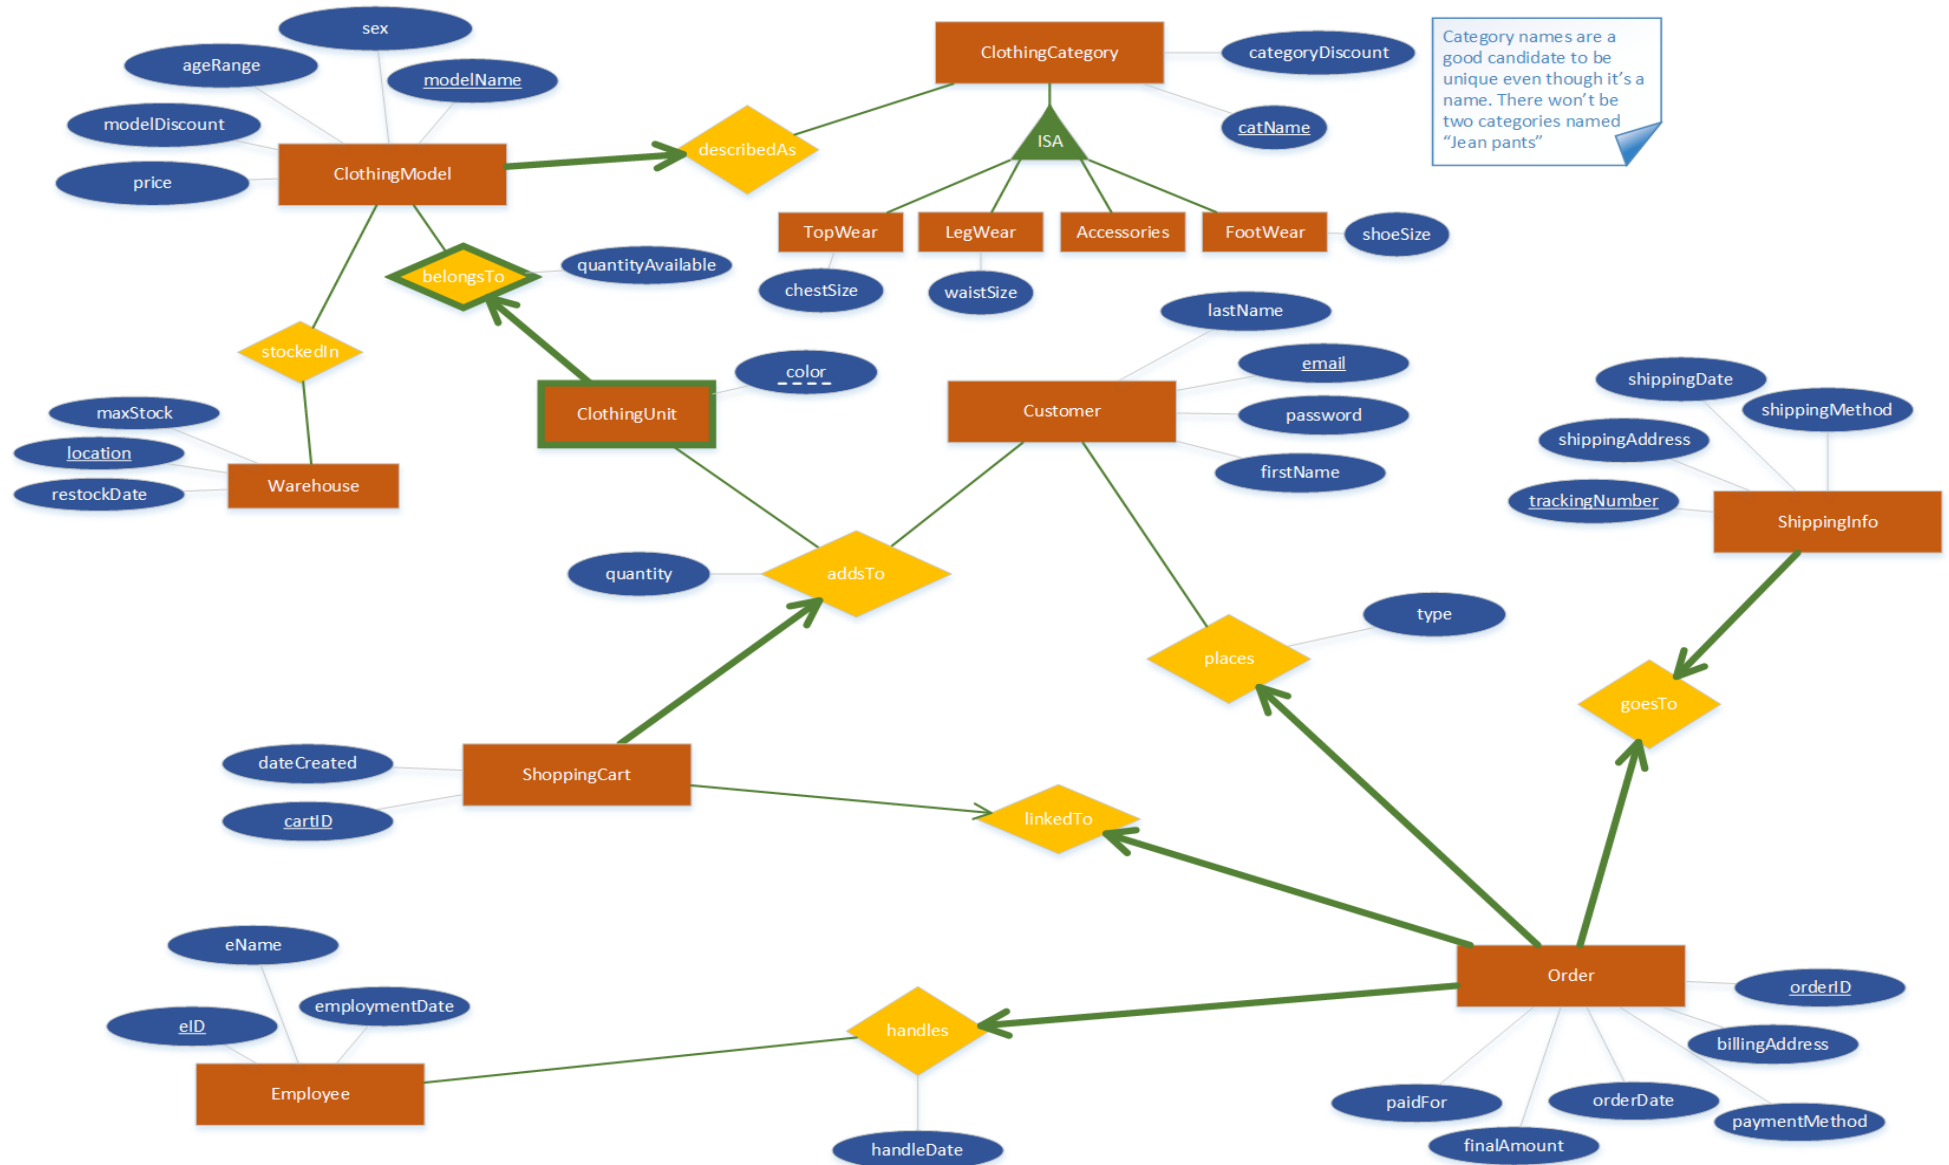 sex
ClothingCategory
categoryDiscount
Category names are a
good candidate to be
unique even though it's a
name. There won't be
two categories named
"Jean pants"
ageRange
modelName
modelDiscount
catName
ISA
describedAs
ClothingModel
price
TopWear
LegWear
Accessories
FootWear
shoeSize
belongsTo
quantityAvailable
chestSize
waistSize
lastName
stockedIn
color
email
shippingDate
shippingMethod
maxStock
ClothingUnit
Customer
password
shippingAddress
location
firstName
restockDate
Warehouse
trackingNumber
ShippingInfo
quantity
addsTo
type
places
goesTo
dateCreated
ShoppingCart
cartID
linkedTo
eName
Order
orderID
employmentDate
eID
handles
billingAddress
Employee
paidFor
orderDate
paymentMethod
handleDate
finalAmount